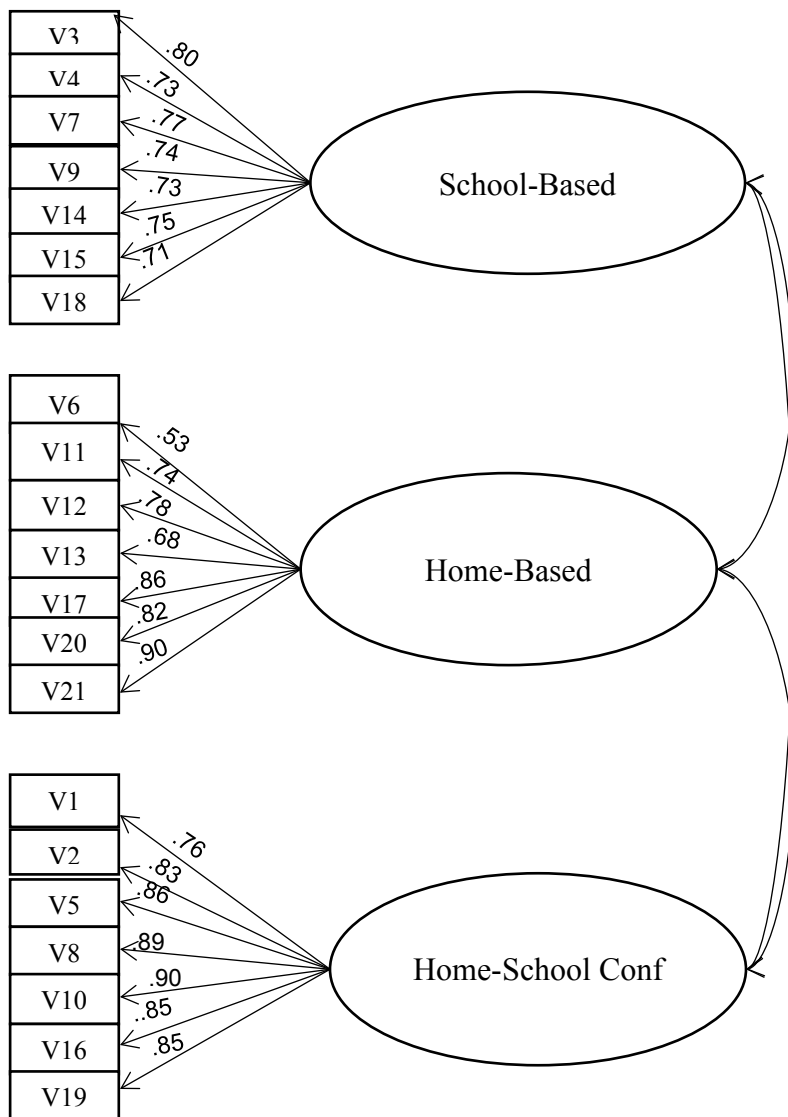 V3
.80
V4
.73
V7
.77
School-Based
V9
.74
V14
.73
V15
.75
V18
.71
V6
.53
V11
.74
V12
.78
Home-Based
V13
.68
V17
.86
V20
.82
V21
.90
V1
.76
V2
.83
V5
.86
V8
.89
Home-School Conf
V10
.90
V16
..85
V19
.85